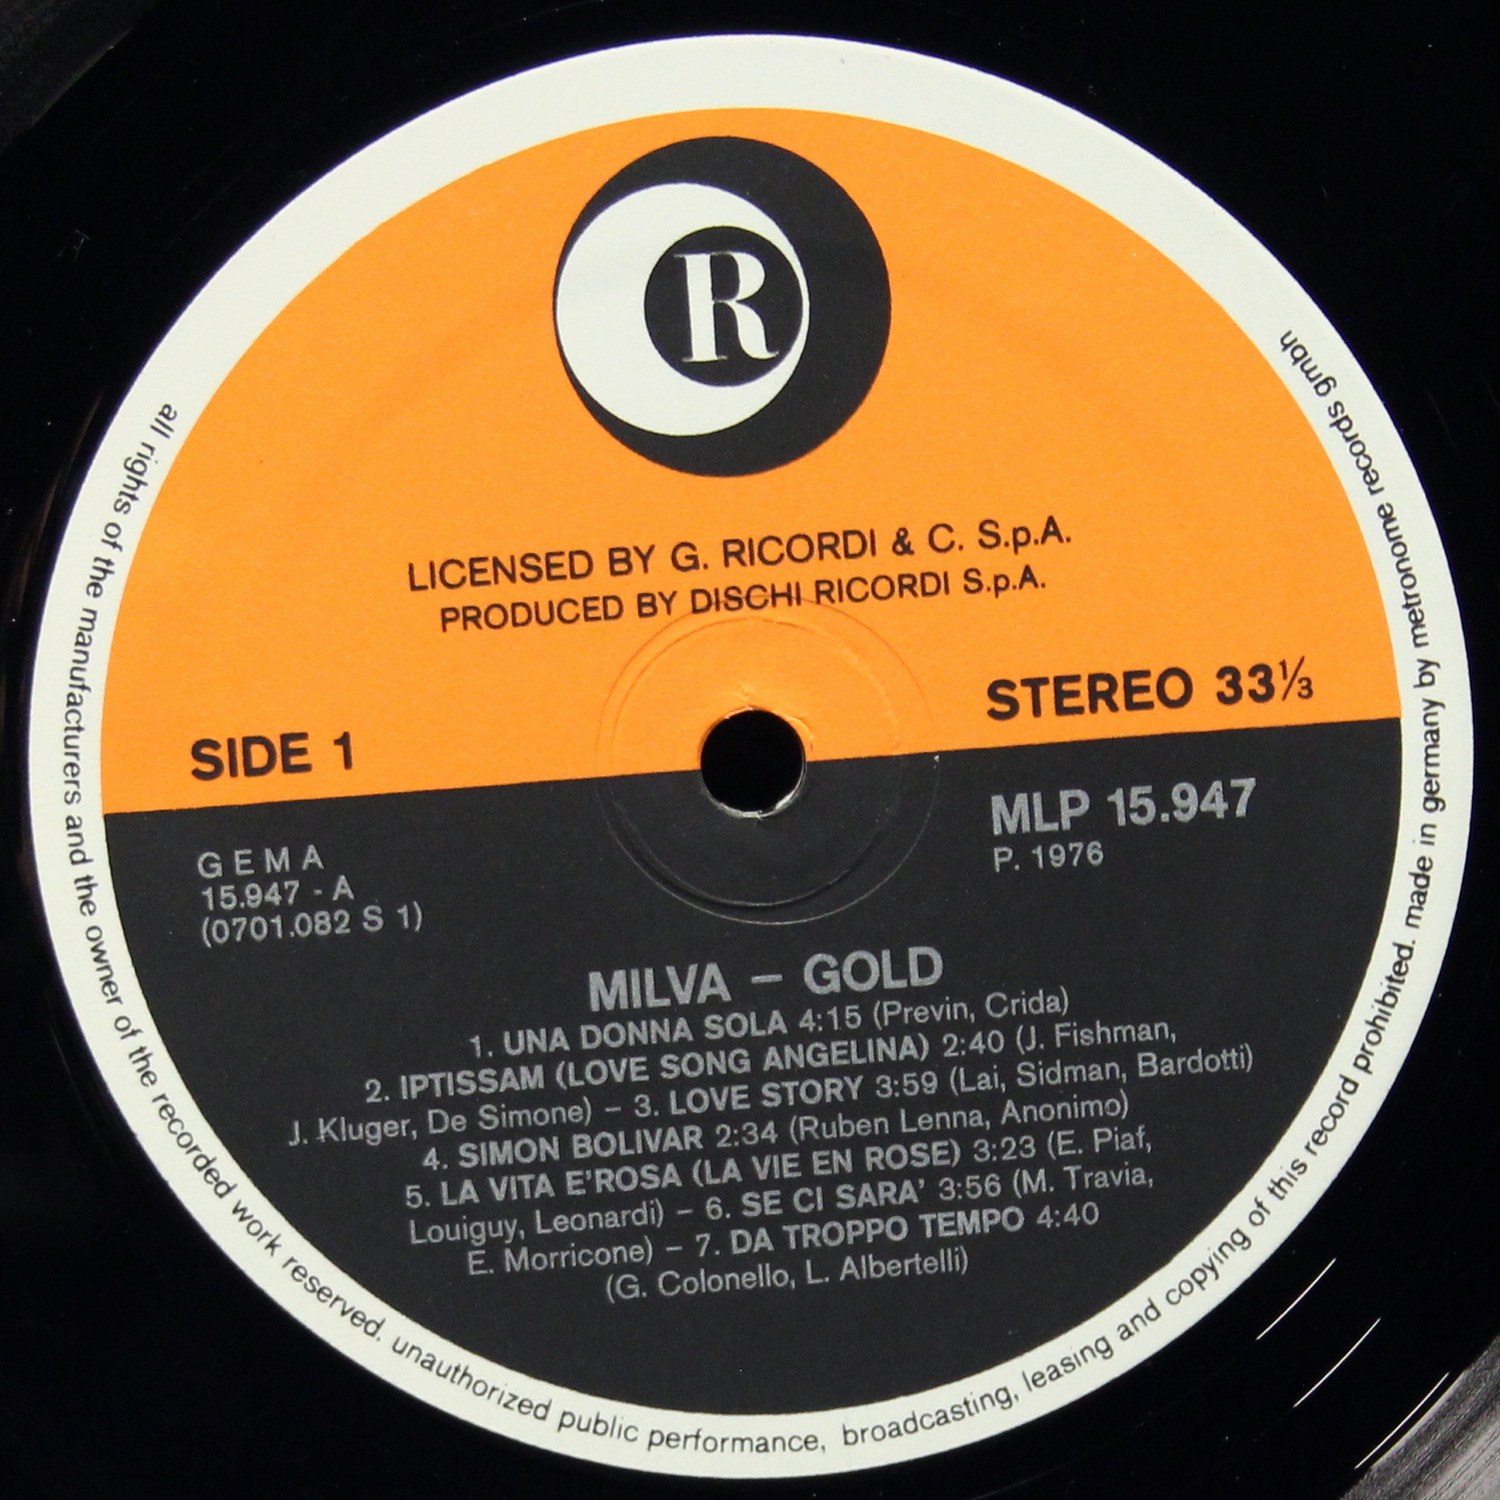 R
LICENSED BY G. RICORDI & C. S.p.A.
PRODUCED BY DISCHI RICORDI S.p.A.
SIDE 1
STEREO 33⅓
GEMA
15.947 - A
(0701.082 S 1)
MLP 15.947
P. 1976
MILVA – GOLD
1. UNA DONNA SOLA 4:15 (Previn, Crida)
2. IPTISSAM (LOVE SONG ANGELINA) 2:40 (J. Fishman,
J. Kluger, De Simone) – 3. LOVE STORY 3:59 (Lai, Sidman, Bardotti)
4. SIMON BOLIVAR 2:34 (Ruben Lenna, Anonimo)
5. LA VITA E'ROSA (LA VIE EN ROSE) 3:23 (E. Piaf,
Louiguy, Leonardi) – 6. SE CI SARA' 3:56 (M. Travia,
E. Morricone) – 7. DA TROPPO TEMPO 4:40
(G. Colonello, L. Albertelli)
all rights of the manufacturers and the owner of the recorded work reserved. unauthorized public performance, broadcasting, leasing and copying of this record prohibited. made in germany by metronome records gmbh